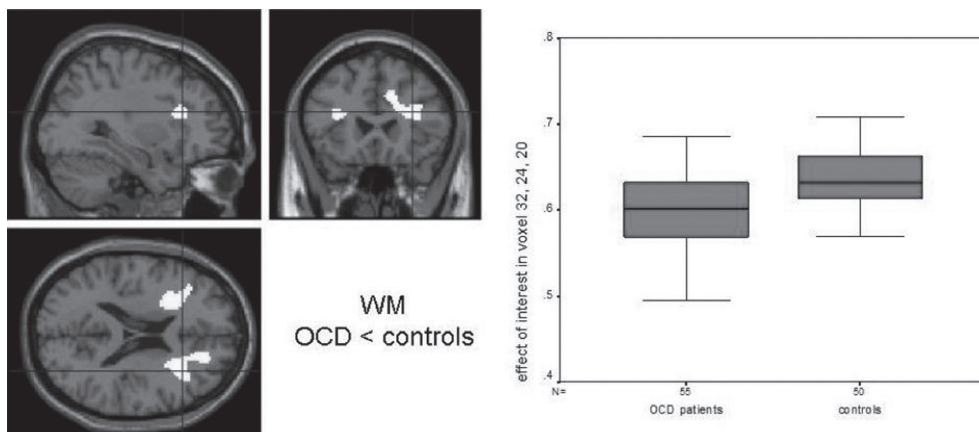 WM
OCD < controls
effect of interest in voxel 32, 24, 20
.8
.7
.6
.5
.4
N= 55 50
OCD patients controls